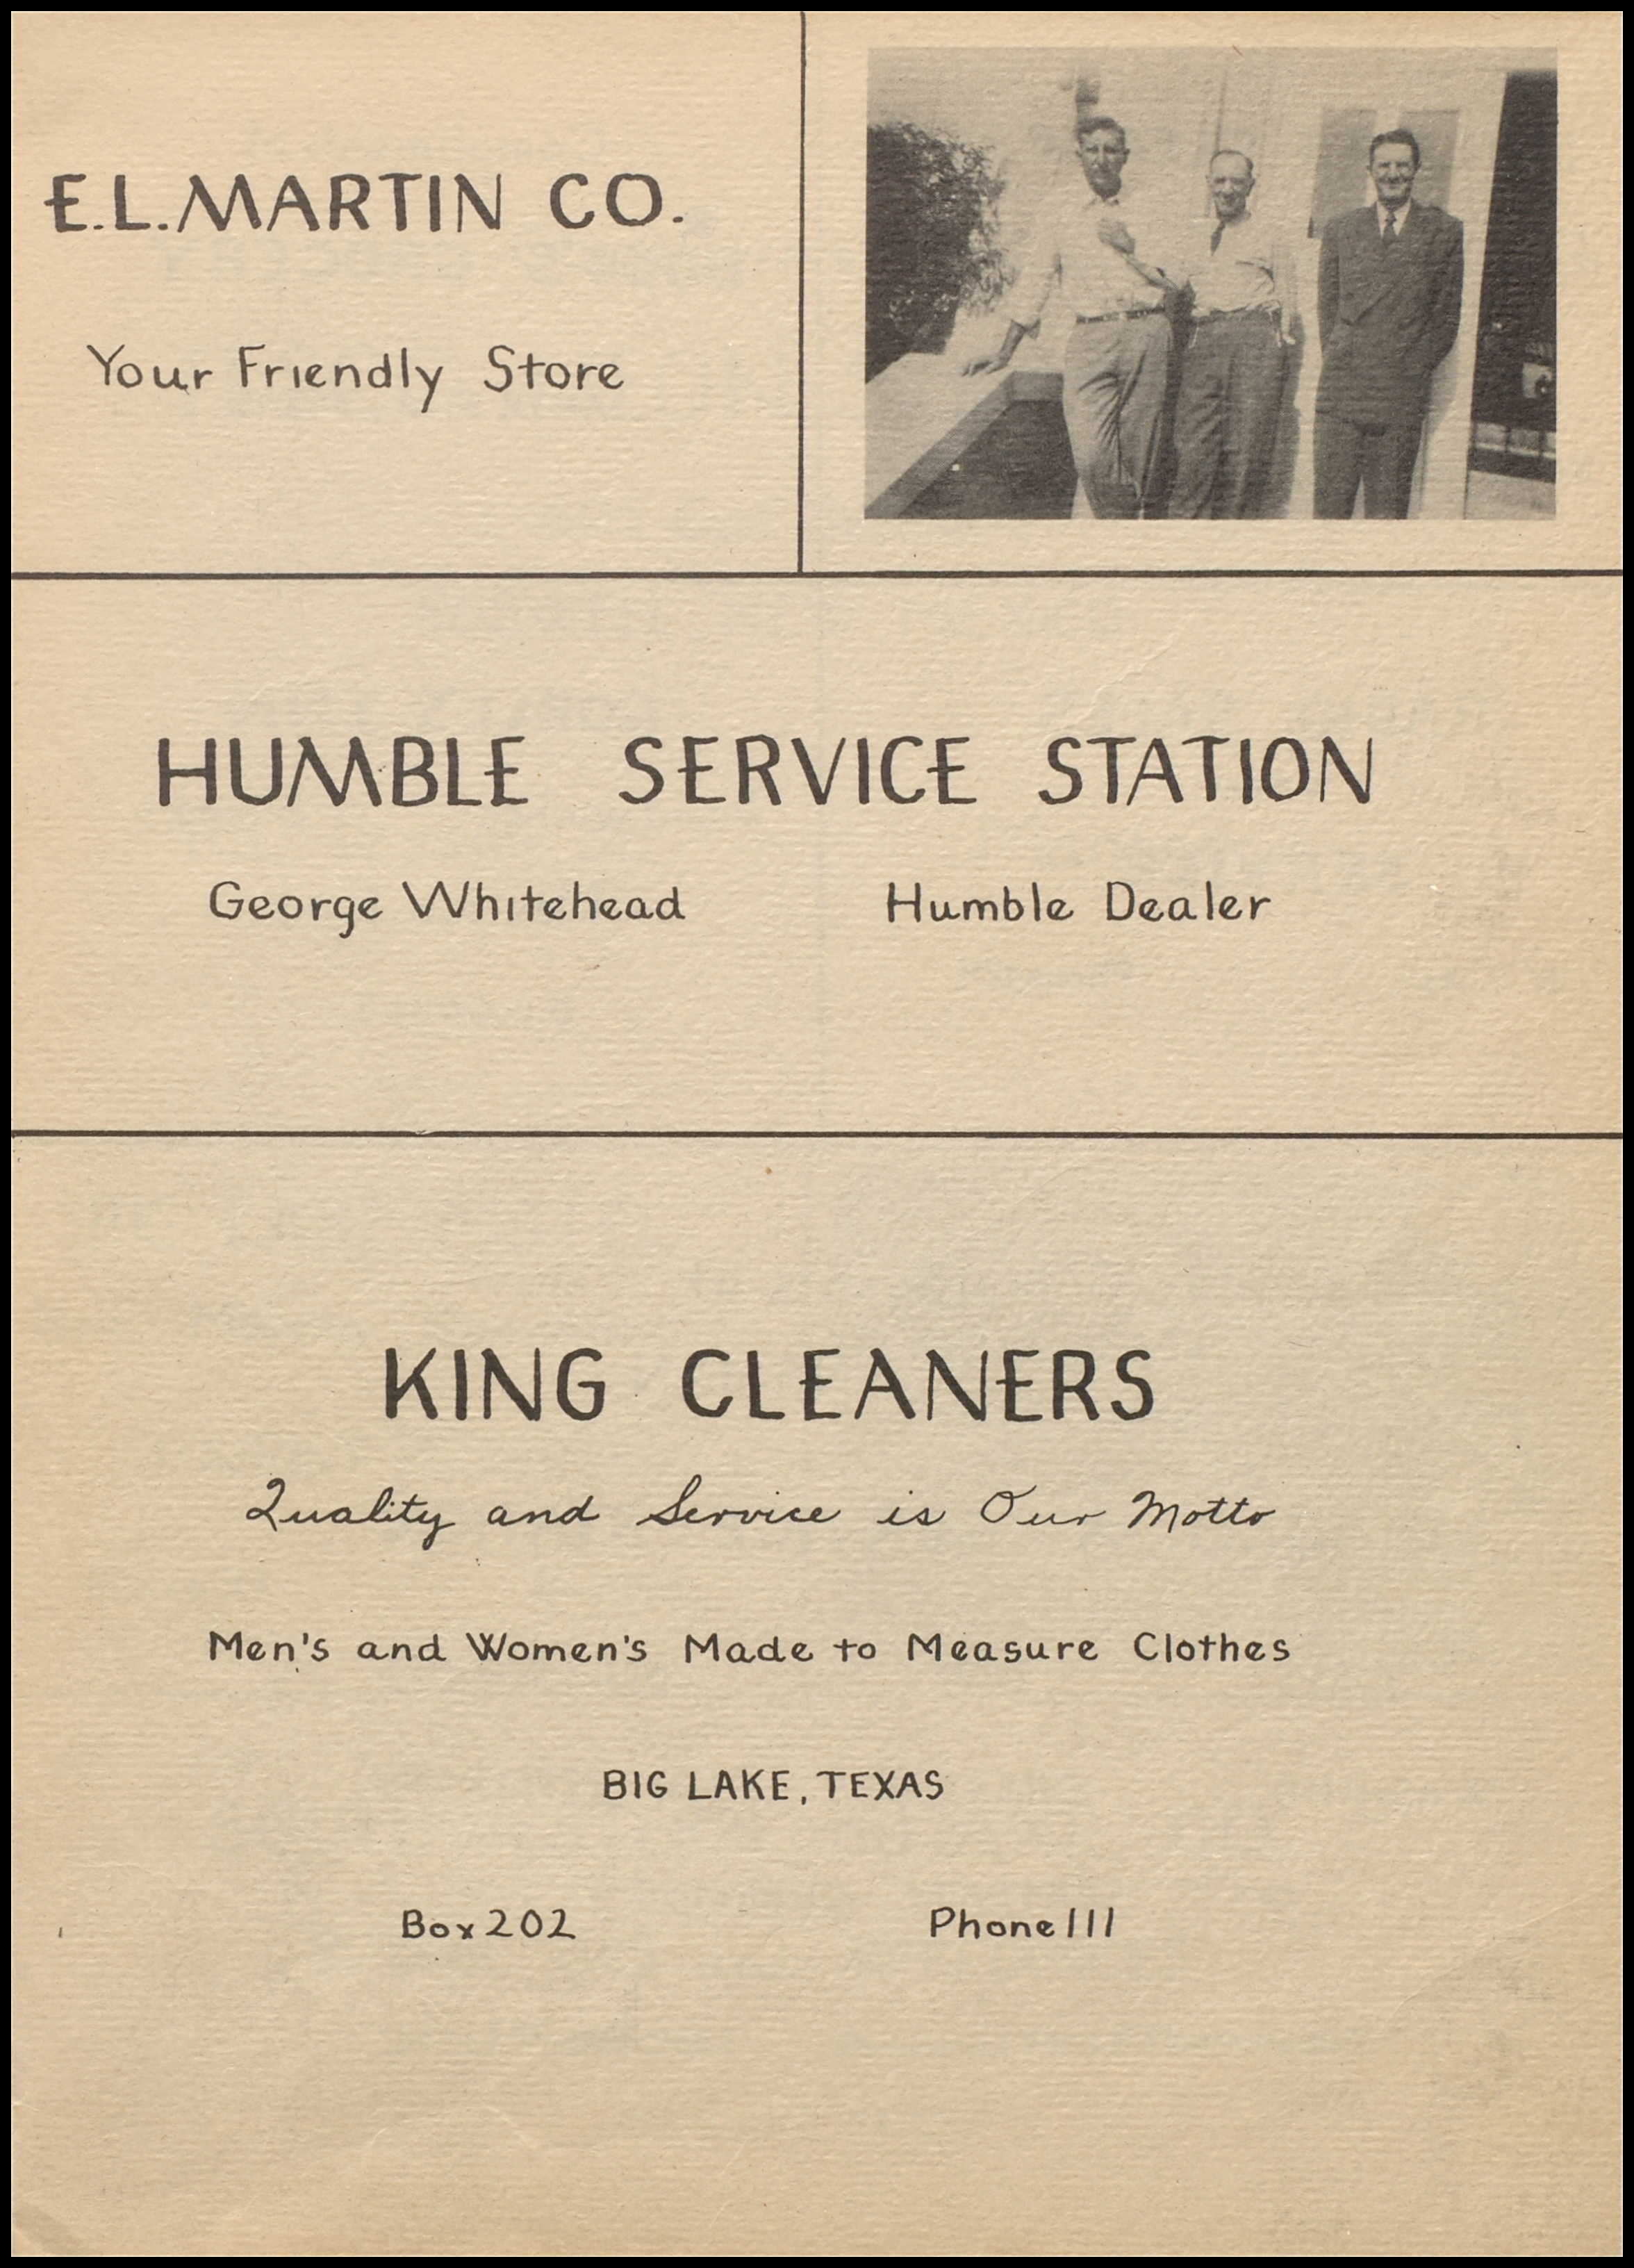 E.L. MARTIN CO.
Your Friendly Store
HUMBLE SERVICE STATION
George Whitehead Humble Dealer
KING CLEANERS
Quality and Service is Our Motto
Men's and Women's Made to Measure Clothes
BIG LAKE, TEXAS
Box 202 Phone 111